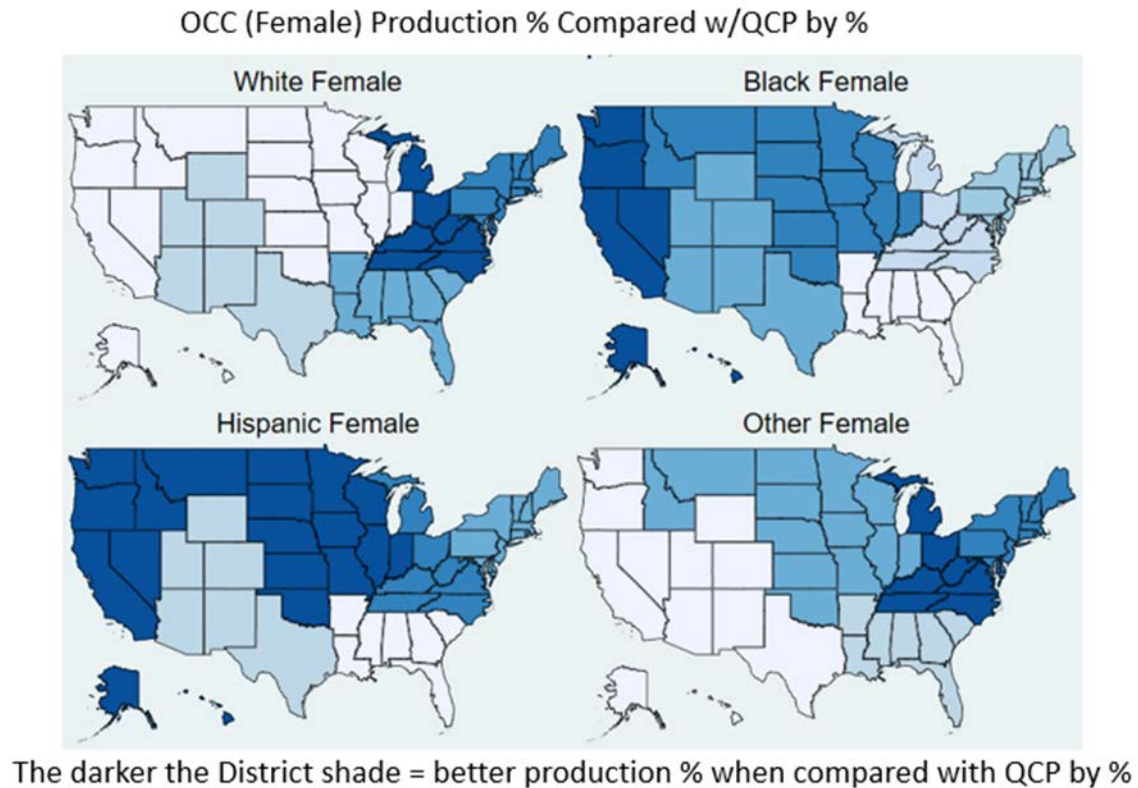 OCC (Female) Production % Compared w/QCP by %
White Female
Black Female
Hispanic Female
Other Female
The darker the District shade = better production % when compared with QCP by %